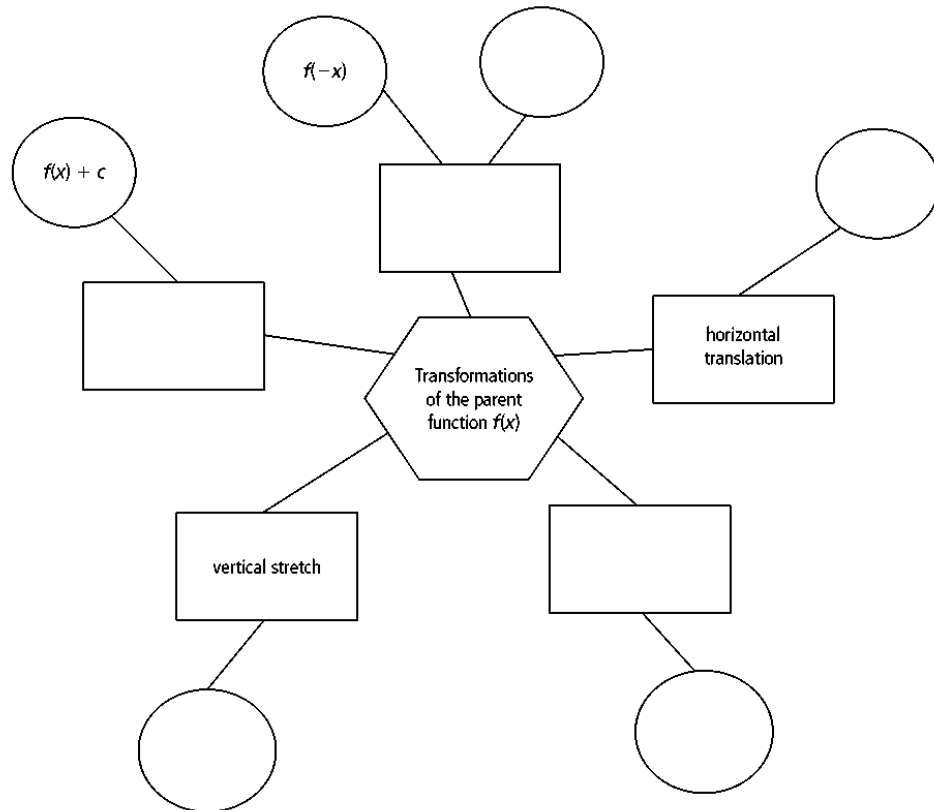 f(−x)
f(x) + c
horizontal
translation
Transformations
of the parent
function f(x)
vertical stretch